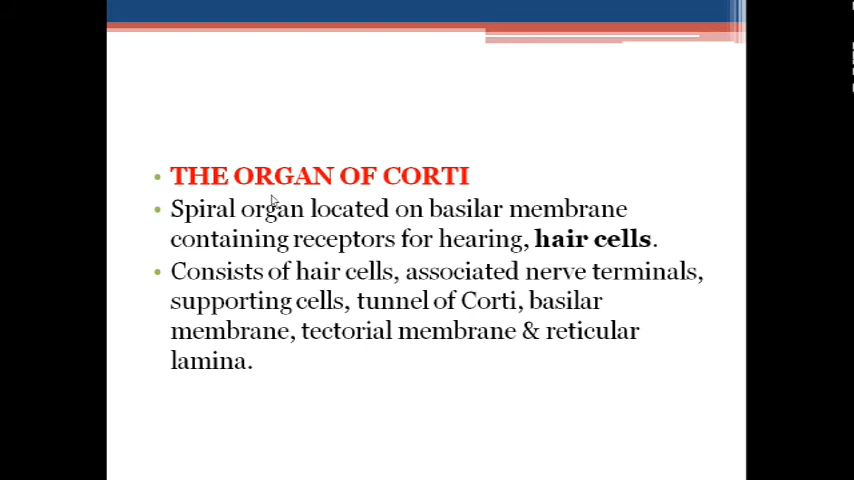 • THE ORGAN OF CORTI
• Spiral organ located on basilar membrane
containing receptors for hearing, hair cells.
• Consists of hair cells, associated nerve terminals,
supporting cells, tunnel of Corti, basilar
membrane, tectorial membrane & reticular
lamina.